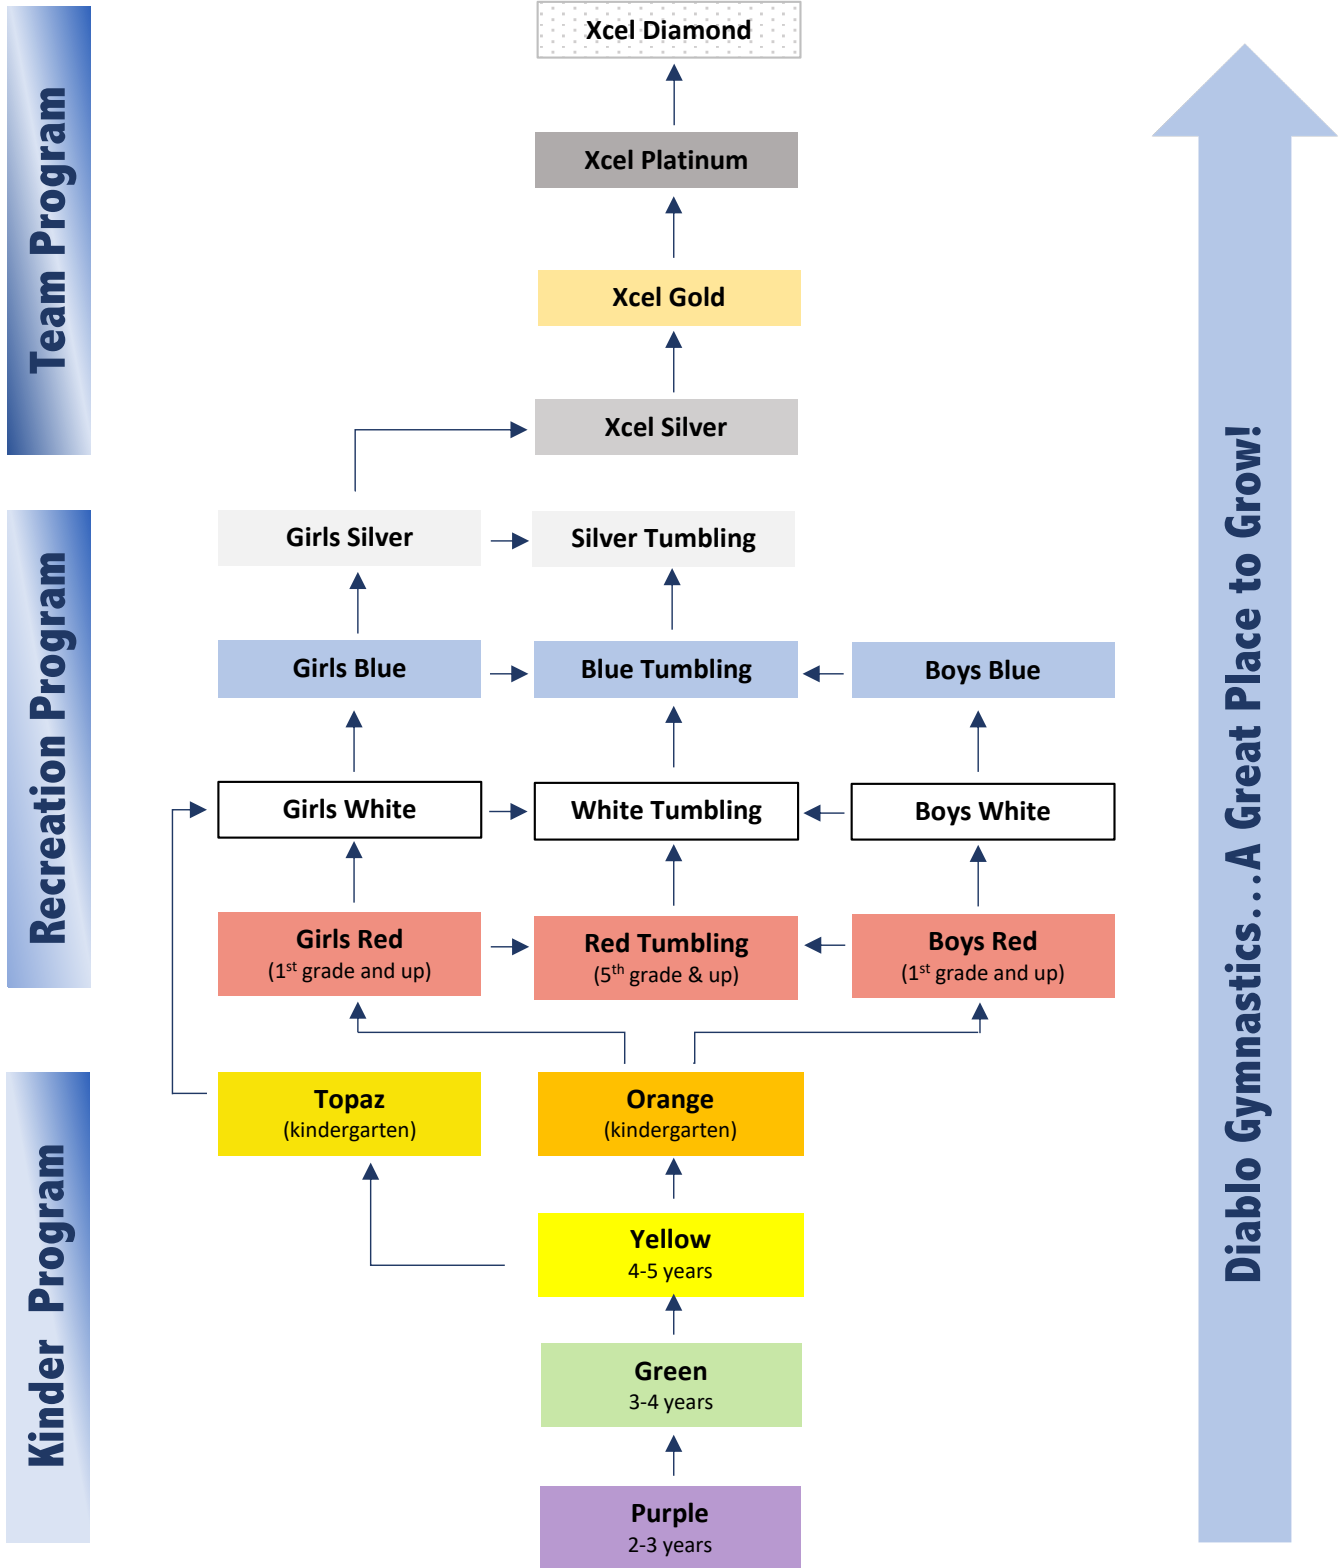 Xcel Diamond
Team Program
Xcel Platinum
Xcel Gold
Xcel Silver
Recreation Program
Girls Silver
Silver Tumbling
Girls Blue
Blue Tumbling
Boys Blue
Girls White
White Tumbling
Boys White
Girls Red
(1st grade and up)
Red Tumbling
(5th grade & up)
Boys Red
(1st grade and up)
Kinder Program
Topaz
(kindergarten)
Orange
(kindergarten)
Yellow
4-5 years
Green
3-4 years
Purple
2-3 years
Diablo Gymnastics...A Great Place to Grow!